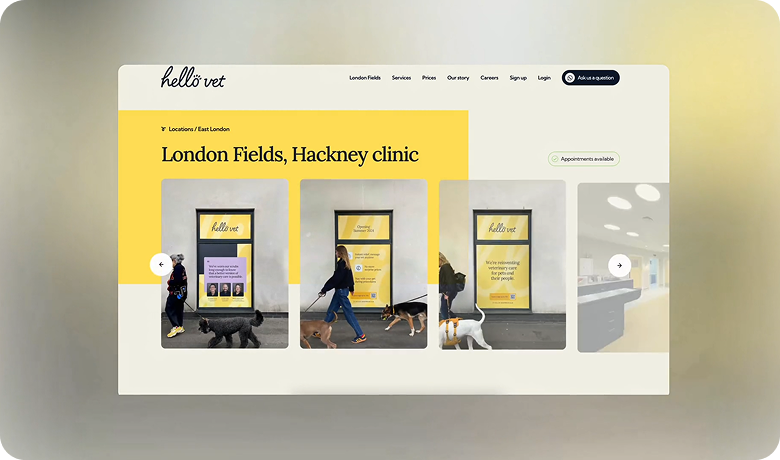 hellö vet
London Fields
Services
Prices
Our story
Careers
Sign up
Login
Ask us a question
Locations / East London
London Fields, Hackney clinic
Appointments available
hellö vet
Opening
Summer 2024
hellö vet
We're reinventing
veterinary care
for pets and
their people.